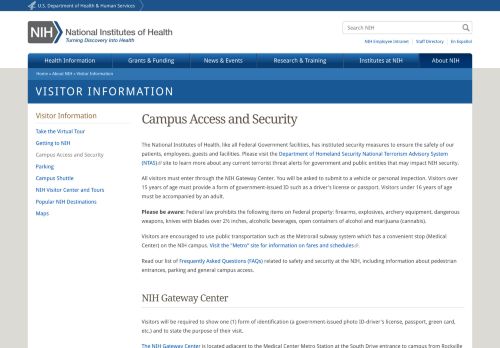 U.S. Department of Health & Human Services
Search NIH
NIH
National Institutes of Health
Turning Discovery Into Health
NIH Employee Intranet | Staff Directory | En Español
Health Information
Grants & Funding
News & Events
Research & Training
Institutes at NIH
About NIH
Home » About NIH » Visitor Information
VISITOR INFORMATION
Visitor Information
Take the Virtual Tour
Getting to NIH
Campus Access and Security
Parking
Campus Shuttle
NIH Visitor Center and Tours
Popular NIH Destinations
Maps
Campus Access and Security
The National Institutes of Health, like all Federal Government facilities, has instituted security measures to ensure the safety of our
patients, employees, guests and facilities. Please visit the Department of Homeland Security National Terrorism Advisory System
(NTAS) site to learn more about any current terrorist threat alerts for government and public entities that may impact NIH security.
All visitors must enter through the NIH Gateway Center. You will be asked to submit to a vehicle or personal inspection. Visitors over
15 years of age must provide a form of government-issued ID such as a driver's license or passport. Visitors under 16 years of age
must be accompanied by an adult.
Please be aware: Federal law prohibits the following items on Federal property: firearms, explosives, archery equipment, dangerous
weapons, knives with blades over 2½ inches, alcoholic beverages, open containers of alcohol and marijuana (cannabis).
Visitors are encouraged to use public transportation such as the Metrorail subway system which has a convenient stop (Medical
Center) on the NIH campus. Visit the "Metro" site for information on fares and schedules.
Read our list of Frequently Asked Questions (FAQs) related to safety and security at the NIH, including information about pedestrian
entrances, parking and general campus access.
NIH Gateway Center
Visitors will be required to show one (1) form of identification (a government-issued photo ID-driver's license, passport, green card,
etc.) and to state the purpose of their visit.
The NIH Gateway Center is located adjacent to the Medical Center Metro Station at the South Drive entrance to campus from Rockville